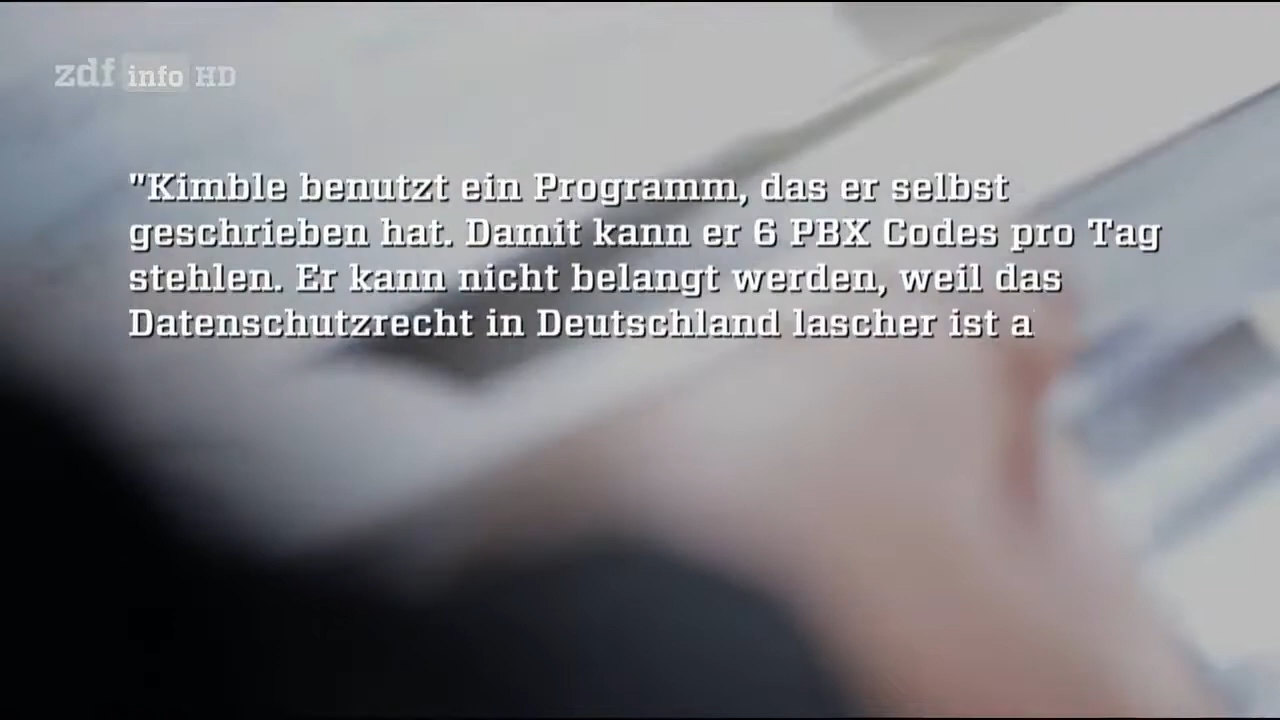 zdf info HD
"Kimble benutzt ein Programm, das er selbst
geschrieben hat. Damit kann er 6 PBX Codes pro Tag
stehlen. Er kann nicht belangt werden, weil das
Datenschutzrecht in Deutschland lascher ist a